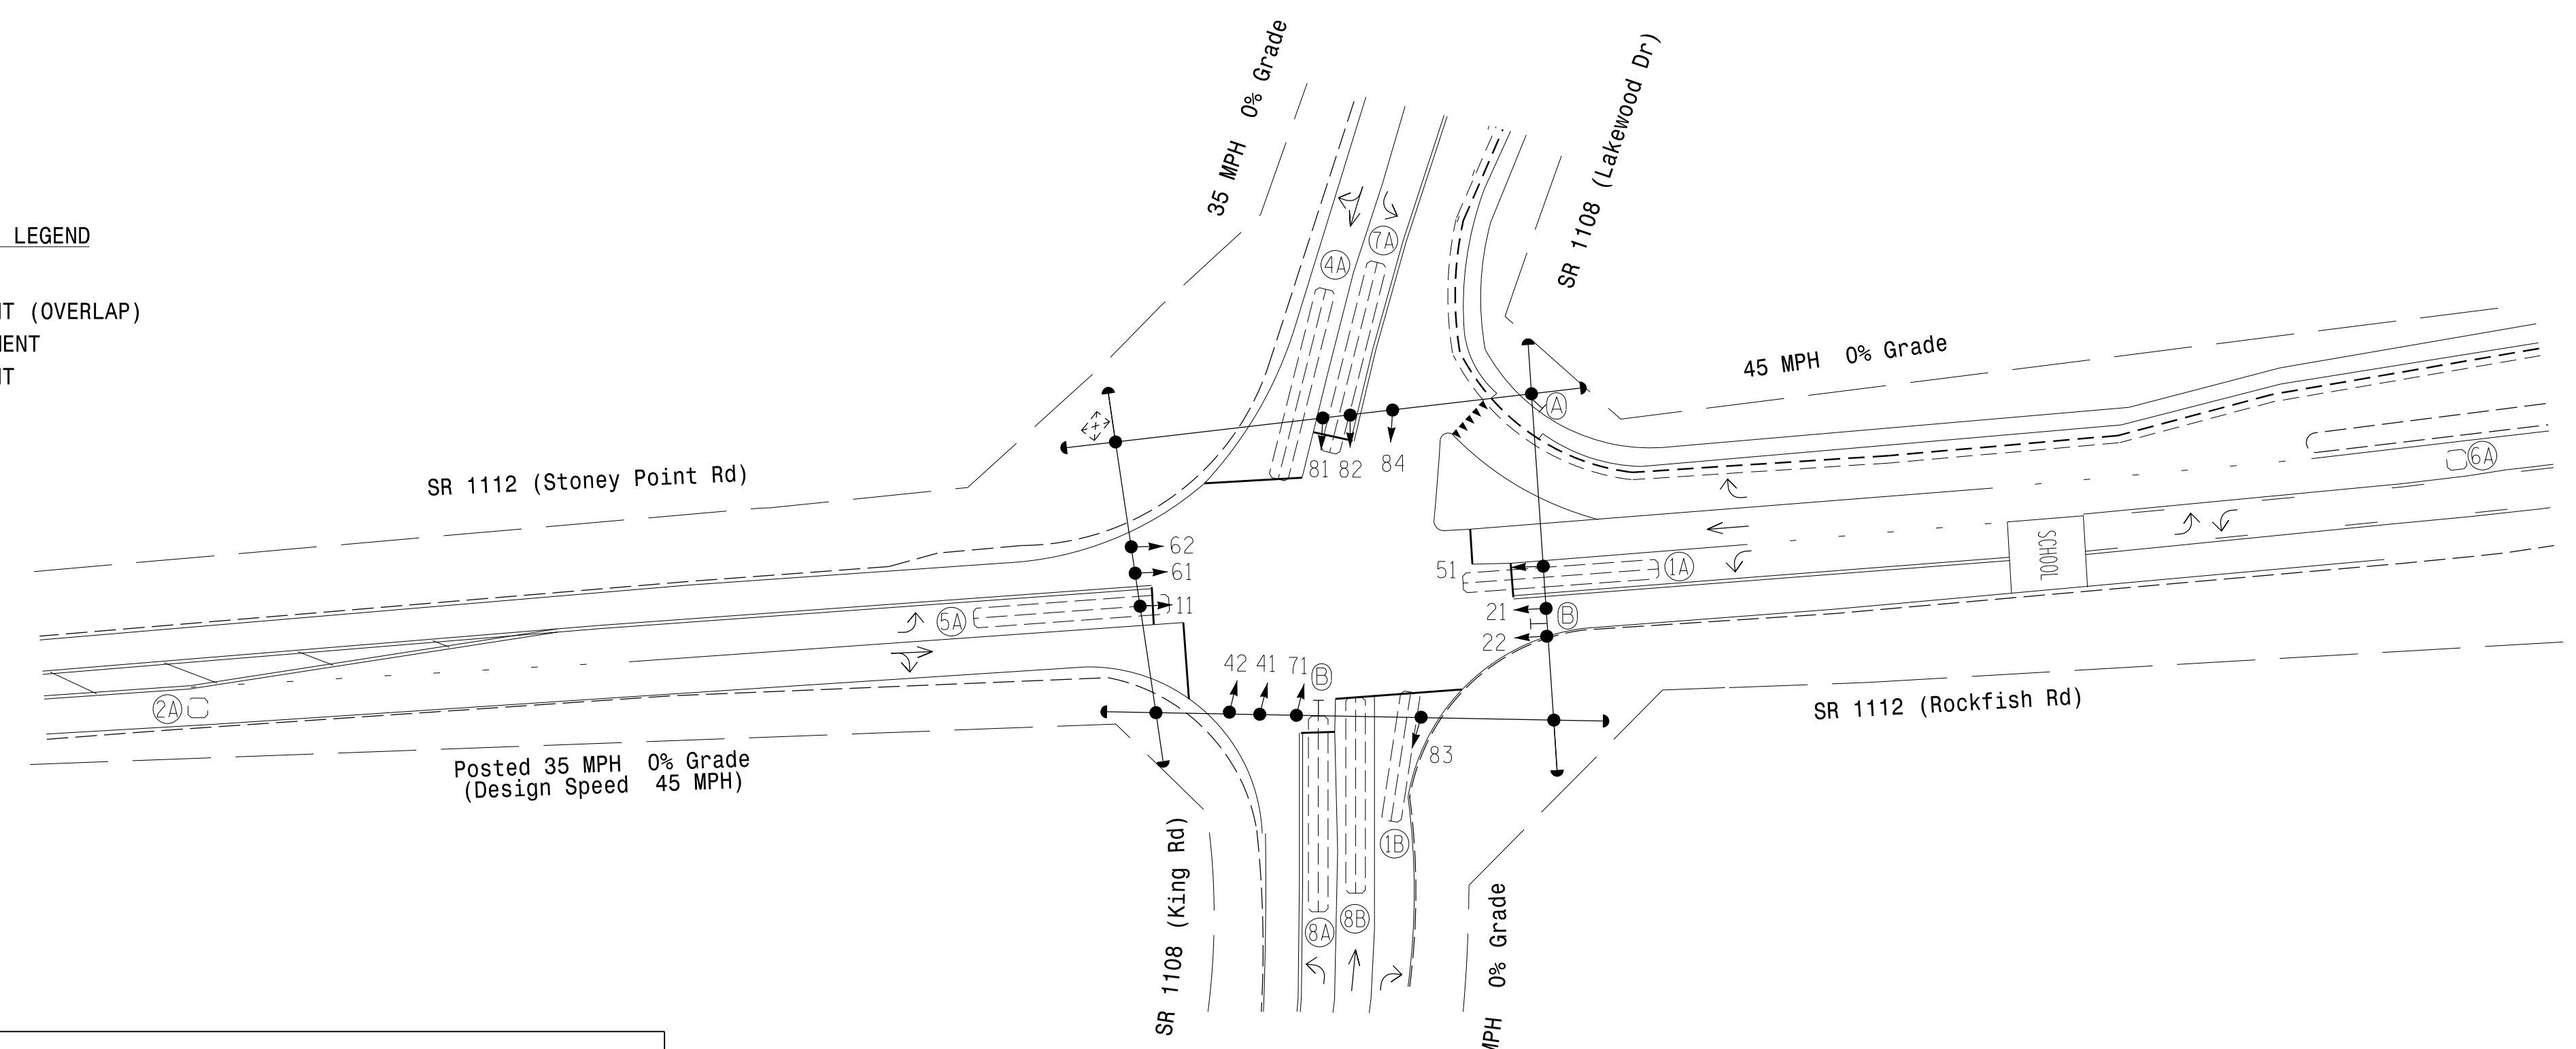 LEGEND
T (OVERLAP)
MENT
T
35 MPH 0% Grade
SR 1108 (Lakewood Dr)
7A
4A
45 MPH 0% Grade
A
SR 1112 (Stoney Point Rd)
81 82 84
6A
62
61
11
51
1A
SCHOOL
5A
21
B
22
42 41 71 B
2A
83
SR 1112 (Rockfish Rd)
Posted 35 MPH 0% Grade
(Design Speed 45 MPH)
1B
8A
8B
SR 1108 (King Rd)
MPH 0% Grade